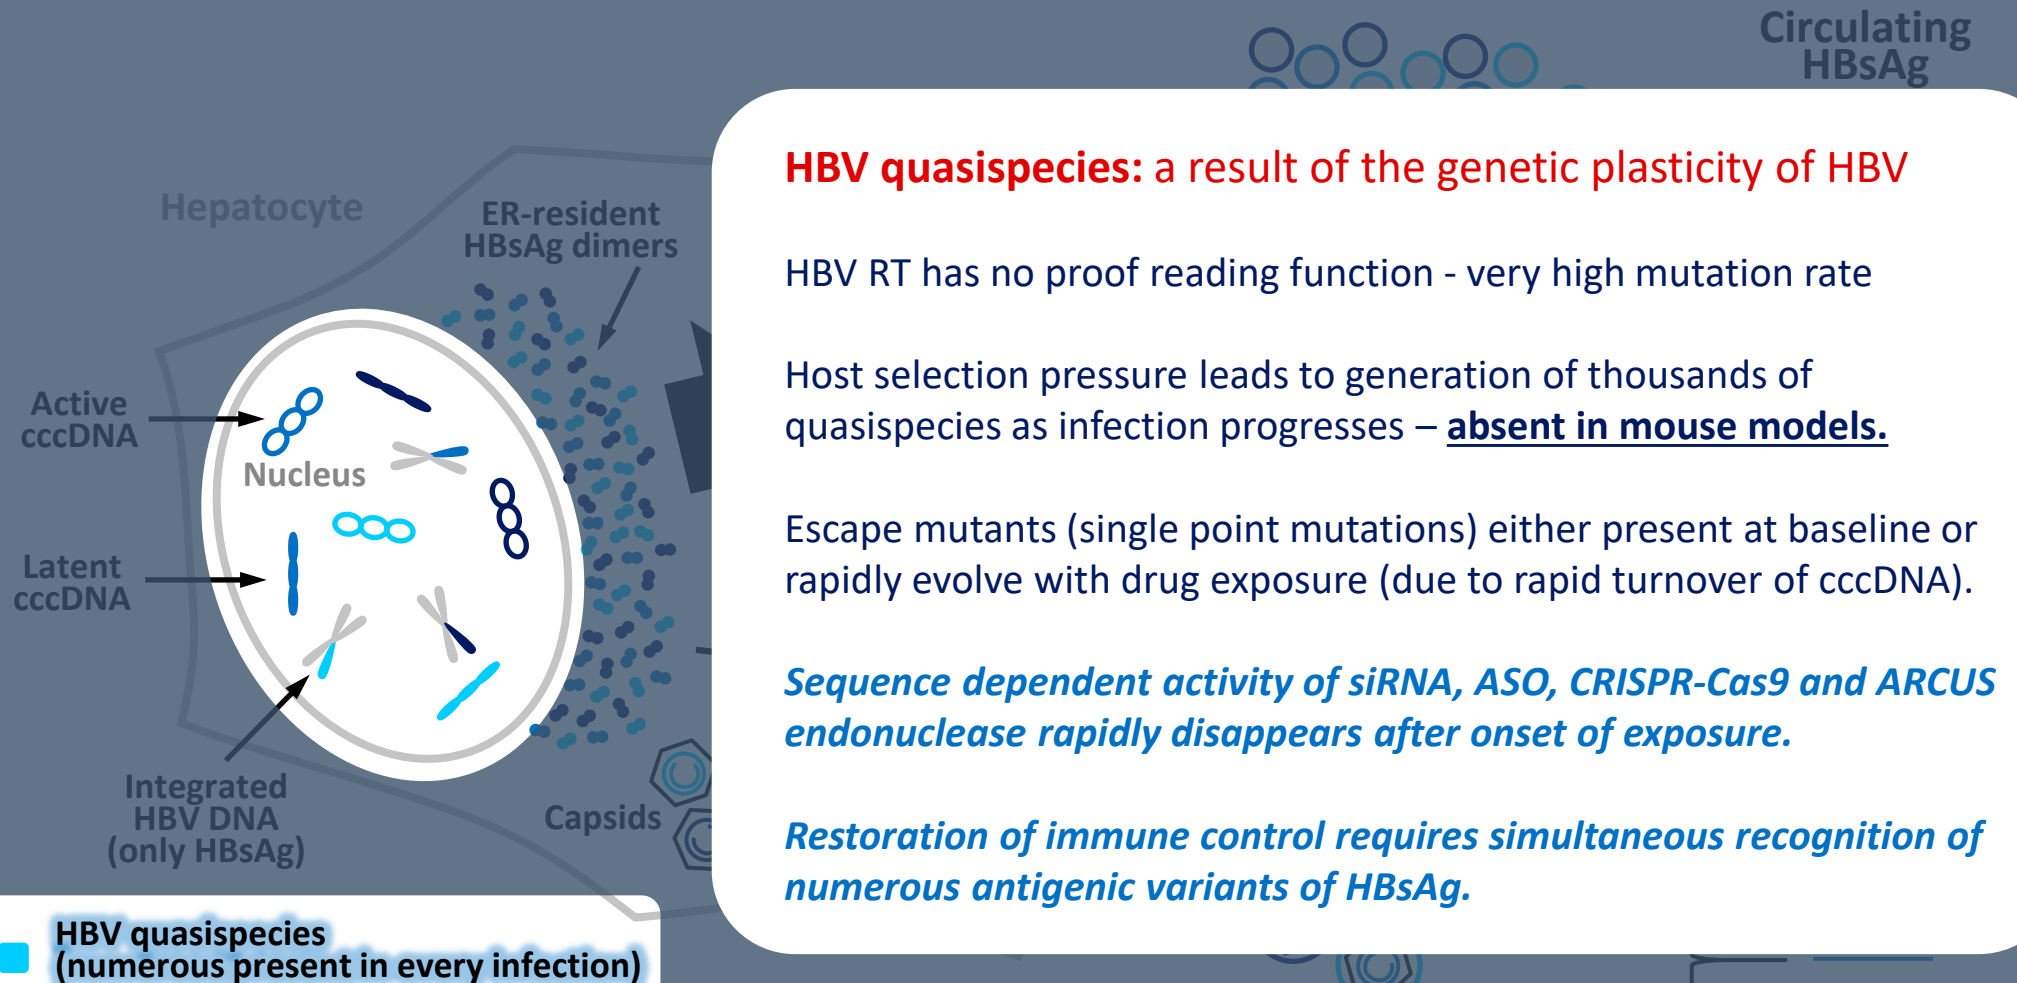 Circulating
HBsAg
HBV quasispecies: a result of the genetic plasticity of HBV
HBV RT has no proof reading function - very high mutation rate
Host selection pressure leads to generation of thousands of
quasispecies as infection progresses – absent in mouse models.
Escape mutants (single point mutations) either present at baseline or
rapidly evolve with drug exposure (due to rapid turnover of cccDNA).
Sequence dependent activity of siRNA, ASO, CRISPR-Cas9 and ARCUS
endonuclease rapidly disappears after onset of exposure.
Restoration of immune control requires simultaneous recognition of
numerous antigenic variants of HBsAg.
Hepatocyte
ER-resident
HBsAg dimers
Active
cccDNA
Nucleus
Latent
cccDNA
Integrated
HBV DNA
(only HBsAg)
Capsids
HBV quasispecies
(numerous present in every infection)